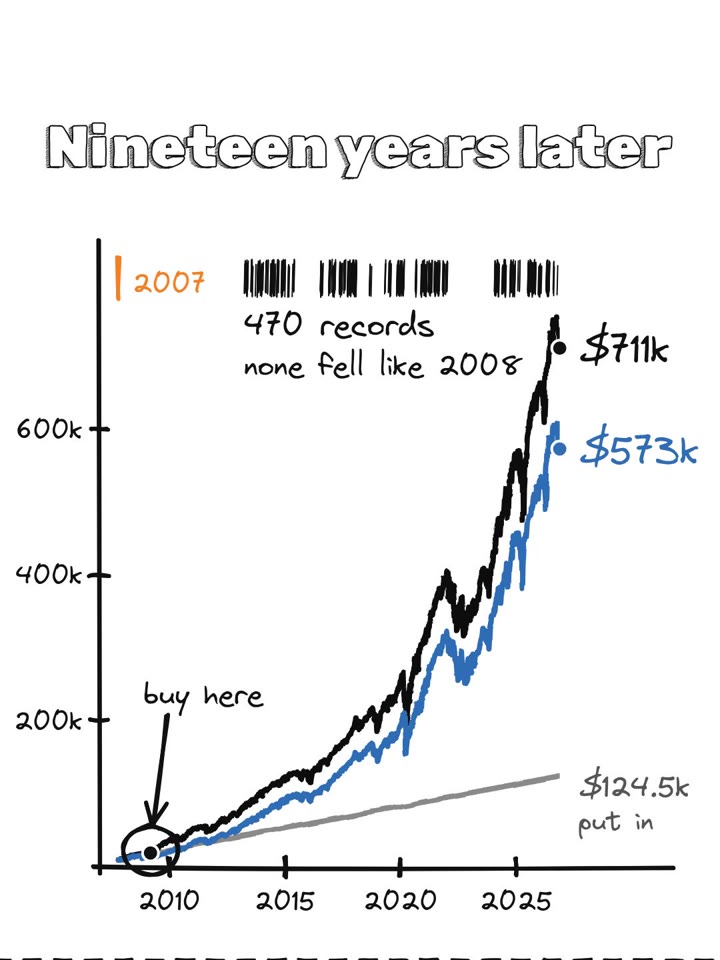 Nineteen years later
2007
470 records
none fell like 2008
$711k
600k
$573k
400k
buy here
200k
$124.5k
put in
2010 2015 2020 2025